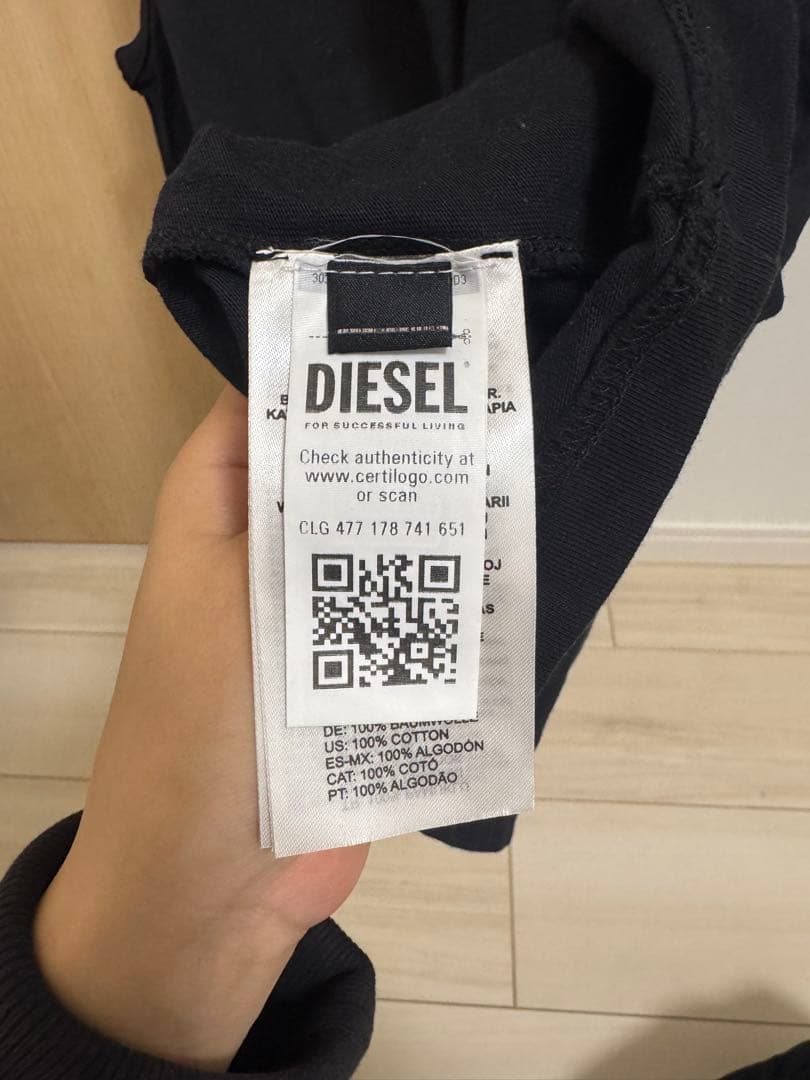 DIESEL
FOR SUCCESSFUL LIVING
Check authenticity at
www.certilogo.com
or scan
CLG 477 178 741 651
DE: 100% BAUMWOLLE
US: 100% COTTON
ES-MX: 100% ALGODÓN
CAT: 100% COTÓ
PT: 100% ALGODÃO